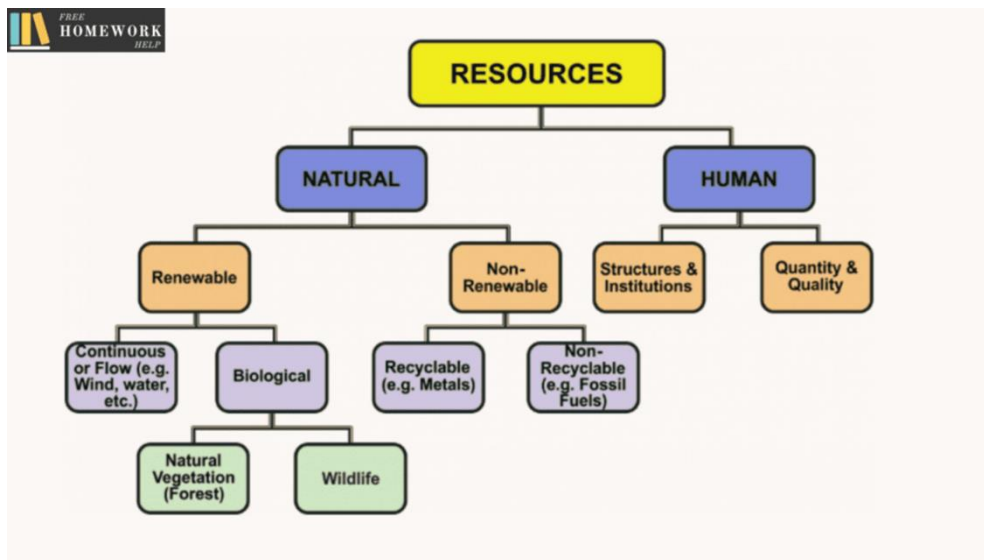 FREE
HOMEWORK
HELP
RESOURCES
NATURAL
HUMAN
Renewable
Non-
Renewable
Structures &
Institutions
Quantity &
Quality
Continuous
or Flow (e.g.
Wind, water,
etc.)
Biological
Recyclable
(e.g. Metals)
Non-
Recyclable
(e.g. Fossil
Fuels)
Natural
Vegetation
(Forest)
Wildlife